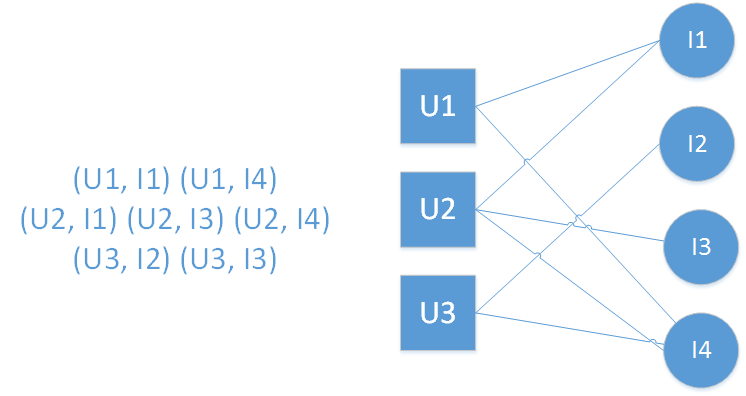 (U1, I1) (U1, I4)
(U2, I1) (U2, I3) (U2, I4)
(U3, I2) (U3, I3)
U1
U2
U3
I1
I2
I3
I4